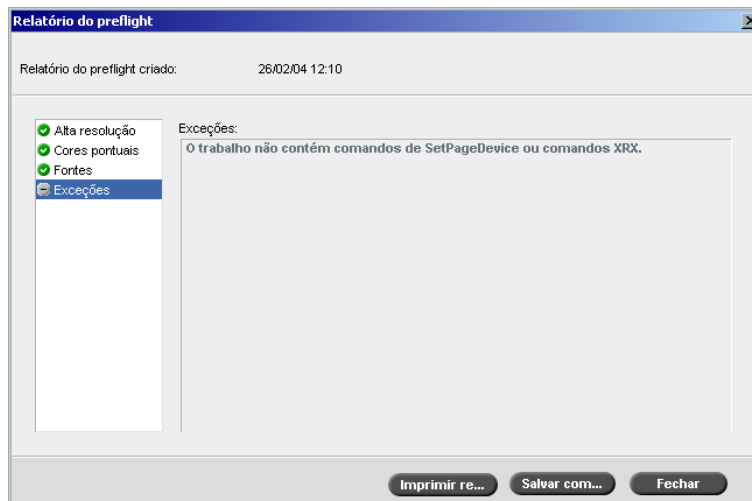 Relatório do preflight
Relatório do preflight criado: 26/02/04 12:10
Alta resolução
Cores pontuais
Fontes
Exceções
Exceções:
O trabalho não contém comandos de SetPageDevice ou comandos XRX.
Imprimir re... Salvar com... Fechar